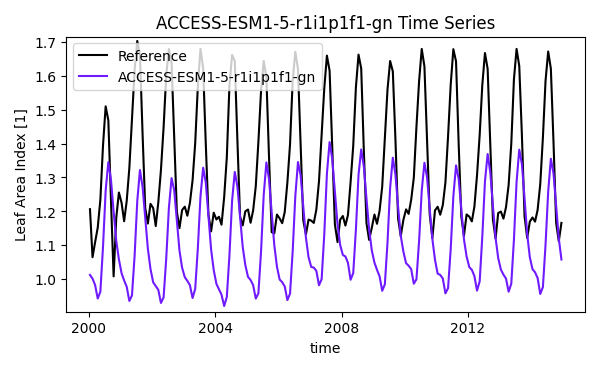 ACCESS-ESM1-5-r1i1p1f1-gn Time Series
Leaf Area Index [1]
1.7
1.6
1.5
1.4
1.3
1.2
1.1
1.0
Reference
ACCESS-ESM1-5-r1i1p1f1-gn
2000 2004 2008 2012
time